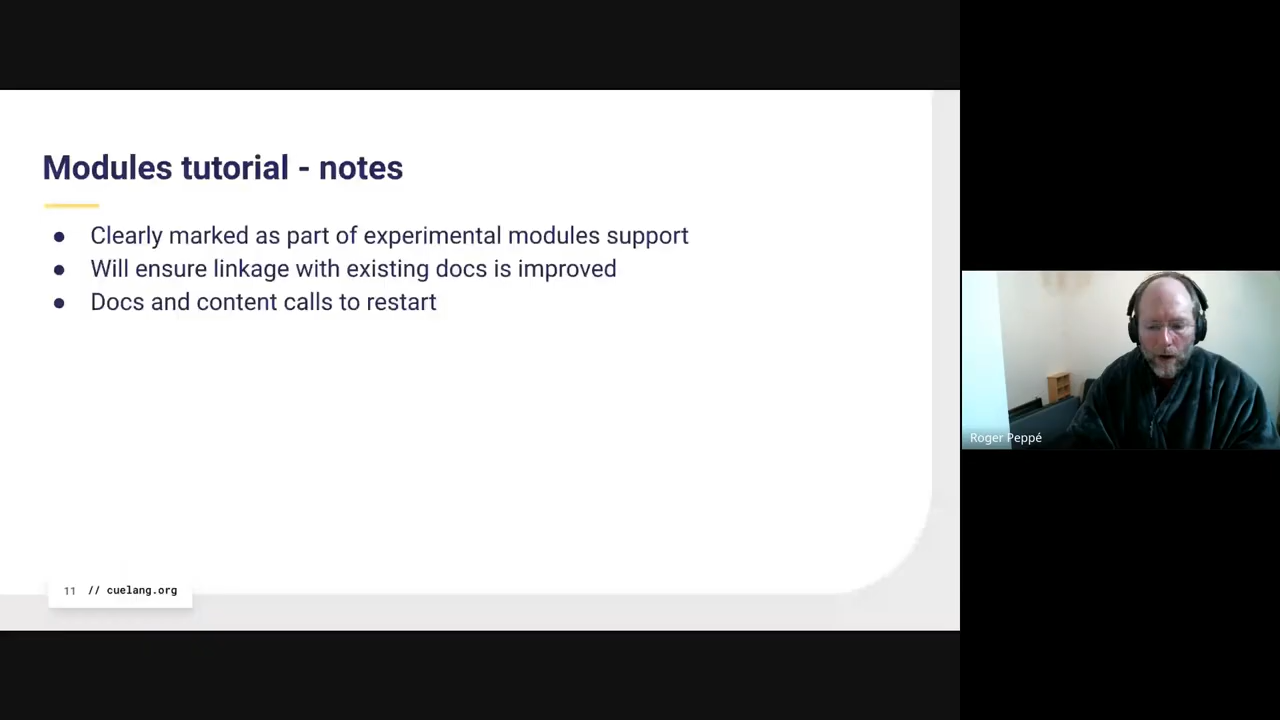 Modules tutorial - notes
● Clearly marked as part of experimental modules support
● Will ensure linkage with existing docs is improved
● Docs and content calls to restart
11 // cuelang.org
Roger Peppé